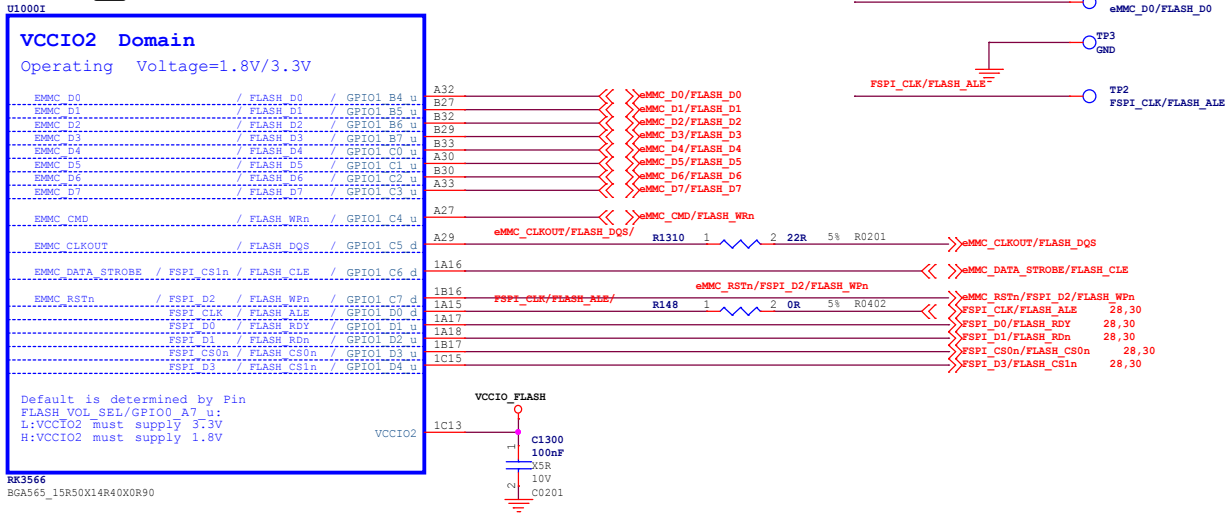 U1000I
eMMC_D0/FLASH_D0
VCCIO2 Domain
Operating Voltage=1.8V/3.3V
TP3
GND
FSPI_CLK/FLASH_ALE
TP2
FSPI_CLK/FLASH_ALE
EMMC_D0 / FLASH_D0 / GPIO1_B4_u A32 eMMC_D0/FLASH_D0
EMMC_D1 / FLASH_D1 / GPIO1_B5_u B27 eMMC_D1/FLASH_D1
EMMC_D2 / FLASH_D2 / GPIO1_B6_u B32 eMMC_D2/FLASH_D2
EMMC_D3 / FLASH_D3 / GPIO1_B7_u B29 eMMC_D3/FLASH_D3
EMMC_D4 / FLASH_D4 / GPIO1_C0_u B33 eMMC_D4/FLASH_D4
EMMC_D5 / FLASH_D5 / GPIO1_C1_u A30 eMMC_D5/FLASH_D5
EMMC_D6 / FLASH_D6 / GPIO1_C2_u B30 eMMC_D6/FLASH_D6
EMMC_D7 / FLASH_D7 / GPIO1_C3_u A33 eMMC_D7/FLASH_D7
EMMC_CMD / FLASH_WRn / GPIO1_C4_u A27 eMMC_CMD/FLASH_WRn
eMMC_CLKOUT/FLASH_DQS/
EMMC_CLKOUT / FLASH_DQS / GPIO1_C5_d A29 R1310 1 2 22R 5% R0201 eMMC_CLKOUT/FLASH_DQS
EMMC_DATA_STROBE / FSPI_CS1n / FLASH_CLE / GPIO1_C6_d 1A16 eMMC_DATA_STROBE/FLASH_CLE
eMMC_RSTn/FSPI_D2/FLASH_WPn
EMMC_RSTn / FSPI_D2 / FLASH_WPn / GPIO1_C7_d 1B16 eMMC_RSTn/FSPI_D2/FLASH_WPn
FSPI_CLK/FLASH_ALE/
FSPI_CLK / FLASH_ALE / GPIO1_D0_d 1A15 R148 1 2 0R 5% R0402 FSPI_CLK/FLASH_ALE 28,30
FSPI_D0 / FLASH_RDY / GPIO1_D1_u 1A17 FSPI_D0/FLASH_RDY 28,30
FSPI_D1 / FLASH_RDn / GPIO1_D2_u 1A18 FSPI_D1/FLASH_RDn 28,30
FSPI_CS0n / FLASH_CS0n / GPIO1_D3_u 1B17 FSPI_CS0n/FLASH_CS0n 28,30
FSPI_D3 / FLASH_CS1n / GPIO1_D4_u 1C15 FSPI_D3/FLASH_CS1n 28,30
Default is determined by Pin
FLASH_VOL_SEL/GPIO0_A7_u:
L:VCCIO2 must supply 3.3V
H:VCCIO2 must supply 1.8V
VCCIO2 1C13
VCCIO_FLASH
1
C1300
100nF
X5R
10V
2
C0201
RK3566
BGA565_15R50X14R40X0R90